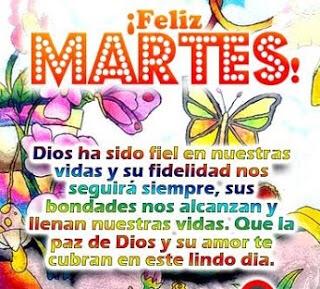 ¡Feliz
MARTES!
Dios ha sido fiel en nuestras
vidas y su fidelidad nos
seguirá siempre, sus
bondades nos alcanzan y
llenan nuestras vidas. Que la
paz de Dios y su amor te
cubran en este lindo dia.